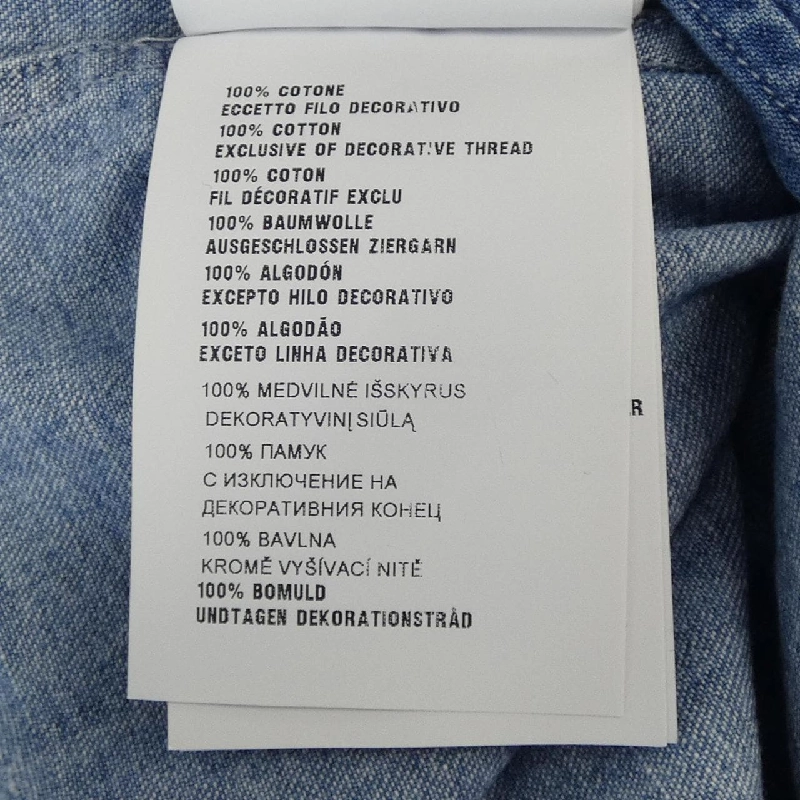 100% COTONE
ECCETTO FILO DECORATIVO
100% COTTON
EXCLUSIVE OF DECORATIVE THREAD
100% COTON
FIL DÉCORATIF EXCLU
100% BAUMWOLLE
AUSGESCHLOSSEN ZIERGARN
100% ALGODÓN
EXCEPTO HILO DECORATIVO
100% ALGODÃO
EXCETO LINHA DECORATIVA
100% MEDVILNĖ IŠSKYRUS
DEKORATYVINĮ SIŪLĄ
100% ПАМУК
С ИЗКЛЮЧЕНИЕ НА
ДЕКОРАТИВНИЯ КОНЕЦ
100% BAVLNA
KROMĚ VYŠÍVACÍ NITĚ
100% BOMULD
UNDTAGEN DEKORATIONSTRÅD